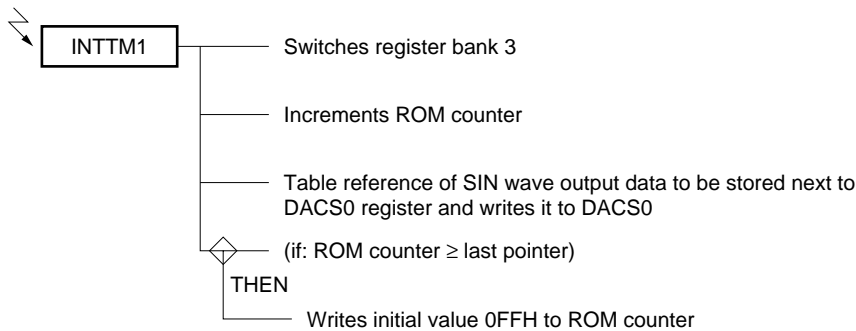 INTTM1
Switches register bank 3
Increments ROM counter
Table reference of SIN wave output data to be stored next to
DACS0 register and writes it to DACS0
(if: ROM counter ≥ last pointer)
THEN
Writes initial value 0FFH to ROM counter